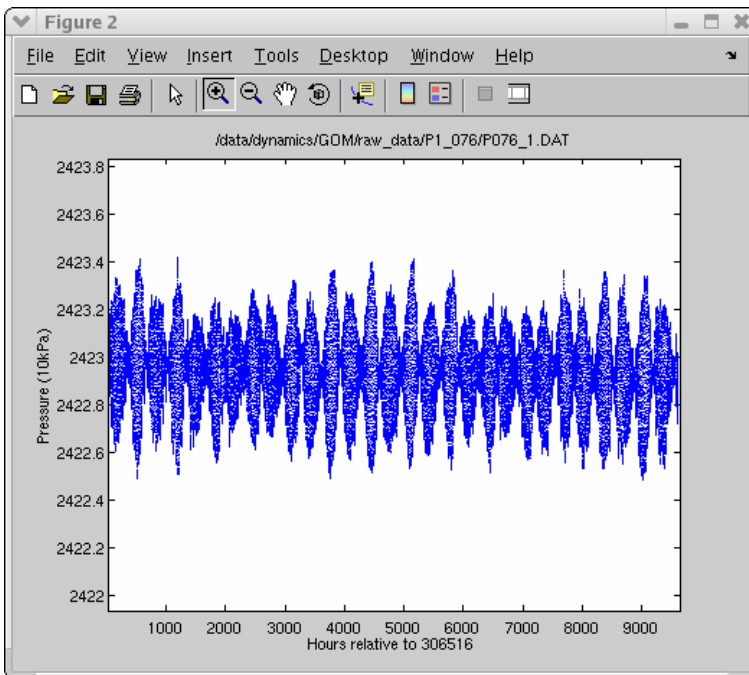 Figure 2
File Edit View Insert Tools Desktop Window Help
/data/dynamics/GOM/raw_data/P1_076/P076_1.DAT
2423.8
2423.6
2423.4
2423.2
2423
2422.8
2422.6
2422.4
2422.2
2422
Pressure (10kPa)
1000 2000 3000 4000 5000 6000 7000 8000 9000
Hours relative to 306516